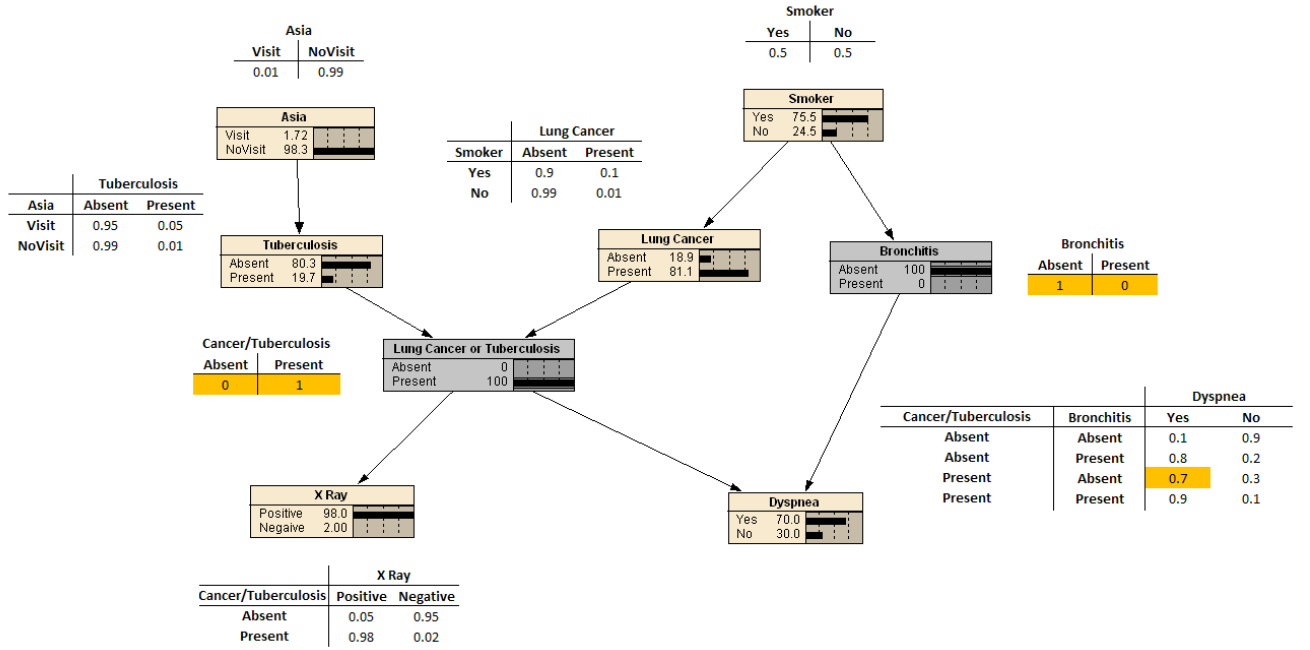 Smoker
Yes No
0.5 0.5
Asia
Visit NoVisit
0.01 0.99
Smoker
Yes 75.5
No 24.5
Asia
Visit 1.72
NoVisit 98.3
Lung Cancer
Smoker Absent Present
Yes 0.9 0.1
No 0.99 0.01
Tuberculosis
Asia Absent Present
Visit 0.95 0.05
NoVisit 0.99 0.01
Tuberculosis
Absent 80.3
Present 19.7
Lung Cancer
Absent 18.9
Present 81.1
Bronchitis
Absent 100
Present 0
Bronchitis
Absent Present
1 0
Cancer/Tuberculosis
Absent Present
0 1
Lung Cancer or Tuberculosis
Absent 0
Present 100
Dyspnea
Cancer/Tuberculosis Bronchitis Yes No
Absent Absent 0.1 0.9
Absent Present 0.8 0.2
Present Absent 0.7 0.3
Present Present 0.9 0.1
X Ray
Positive 98.0
Negaive 2.00
Dyspnea
Yes 70.0
No 30.0
X Ray
Cancer/Tuberculosis Positive Negative
Absent 0.05 0.95
Present 0.98 0.02